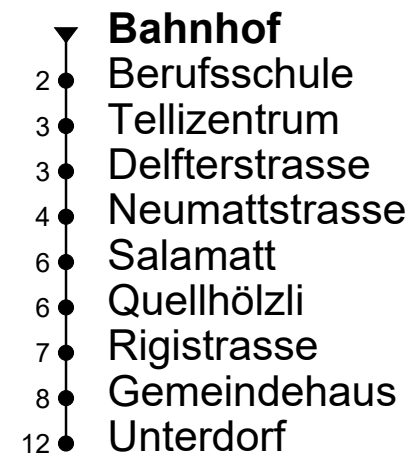 Bahnhof
2 Berufsschule
3 Tellizentrum
3 Delfterstrasse
4 Neumattstrasse
6 Salamatt
6 Quellhölzli
7 Rigistrasse
8 Gemeindehaus
12 Unterdorf